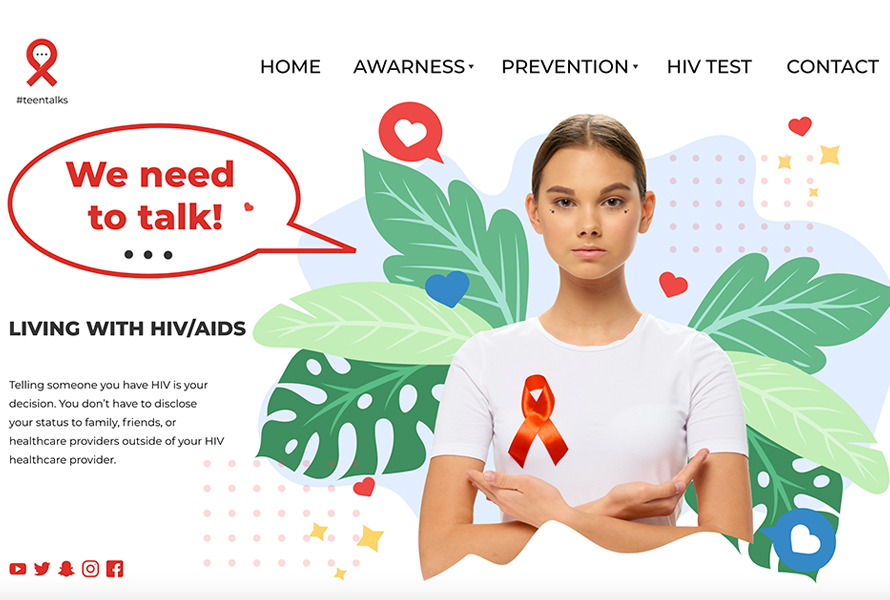 #teentalks
HOME
AWARNESS
PREVENTION
HIV TEST
CONTACT
We need
to talk!
...
LIVING WITH HIV/AIDS
Telling someone you have HIV is your
decision. You don't have to disclose
your status to family, friends, or
healthcare providers outside of your HIV
healthcare provider.